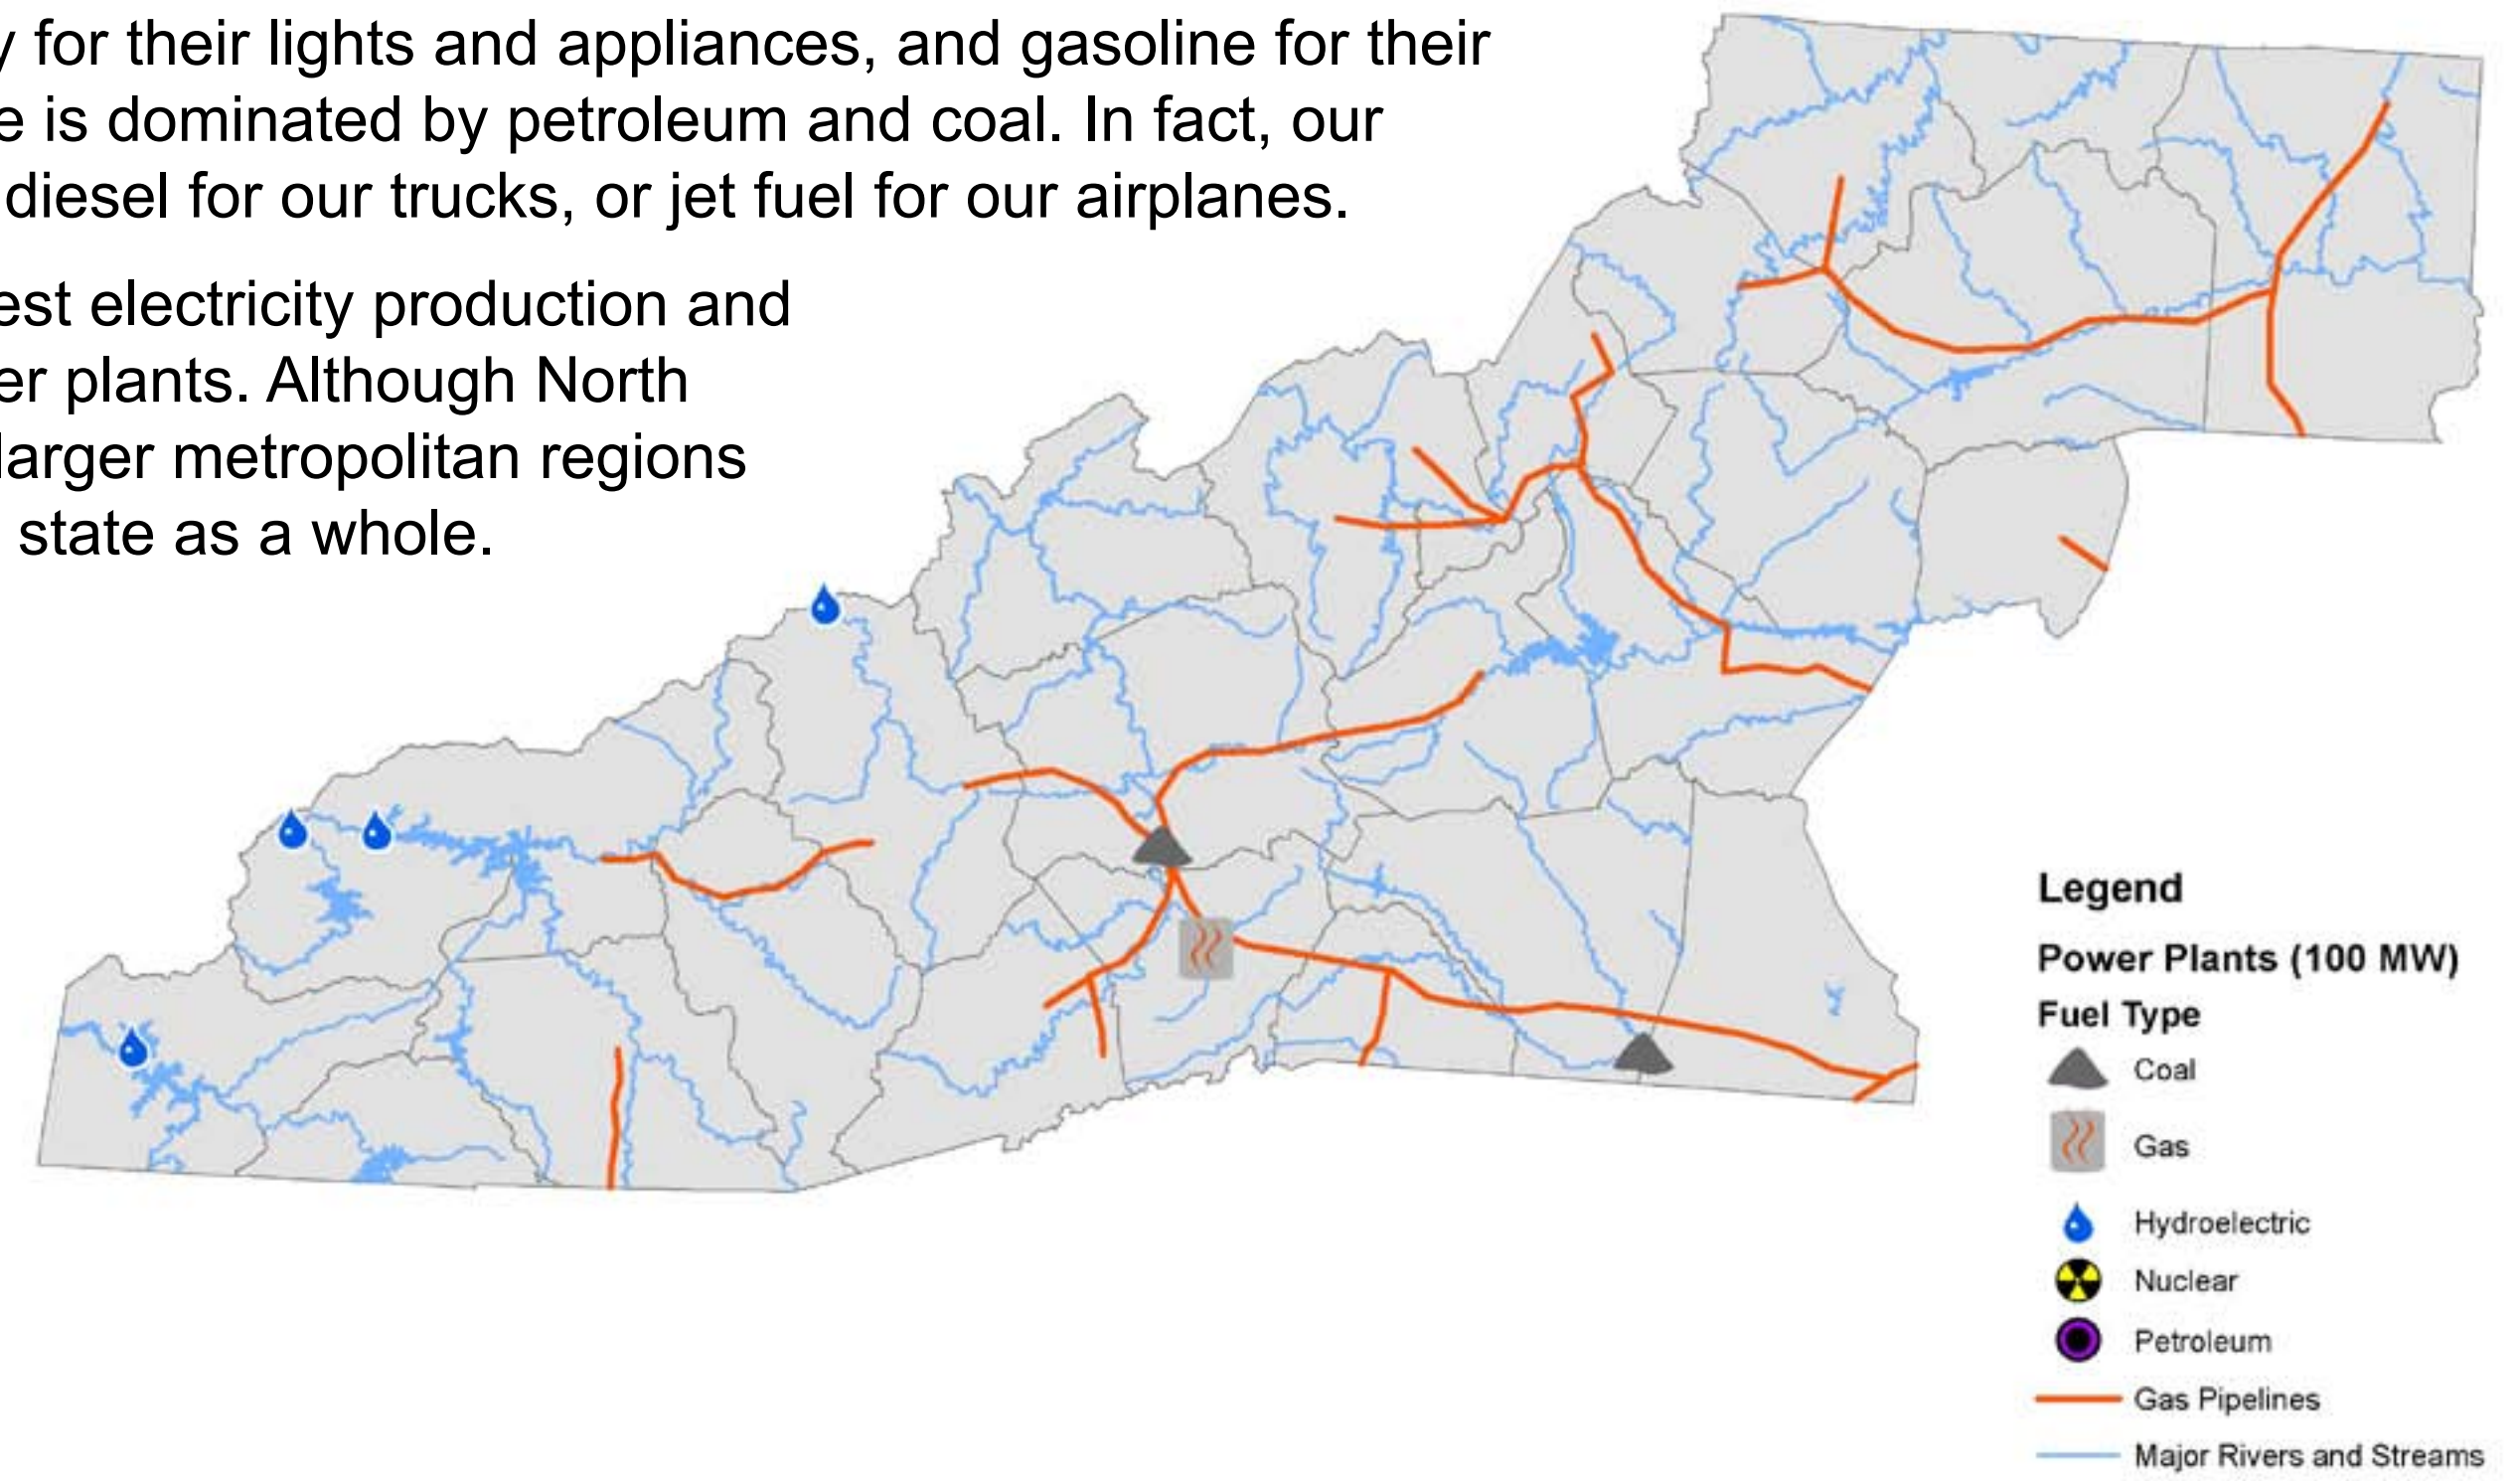 for their lights and appliances, and gasoline for their
is dominated by petroleum and coal. In fact, our
diesel for our trucks, or jet fuel for our airplanes.
electricity production and
plants. Although North
larger metropolitan regions
state as a whole.
Legend
Power Plants (100 MW)
Fuel Type
Coal
Gas
Hydroelectric
Nuclear
Petroleum
Gas Pipelines
Major Rivers and Streams